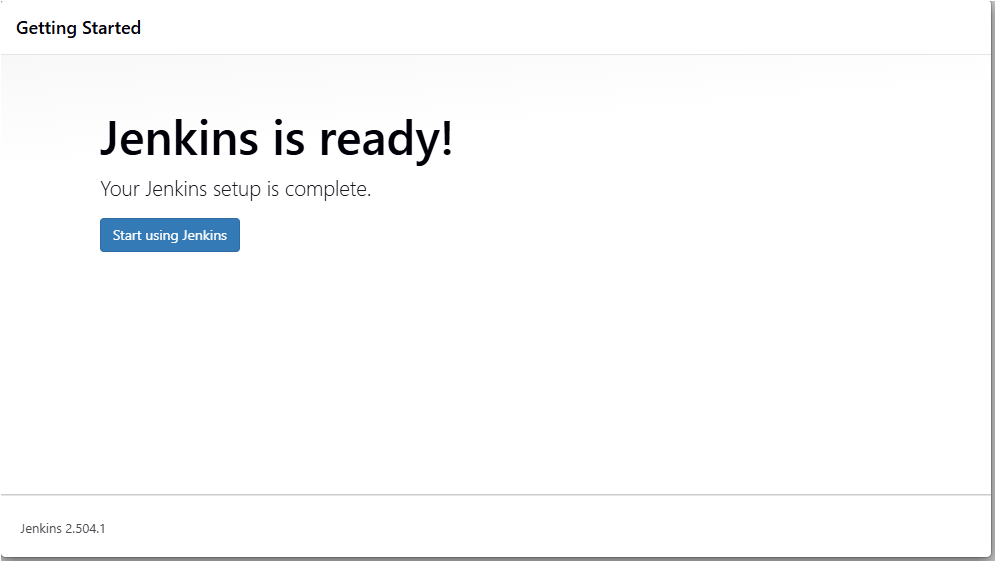 Getting Started
Jenkins is ready!
Your Jenkins setup is complete.
Start using Jenkins
Jenkins 2.504.1